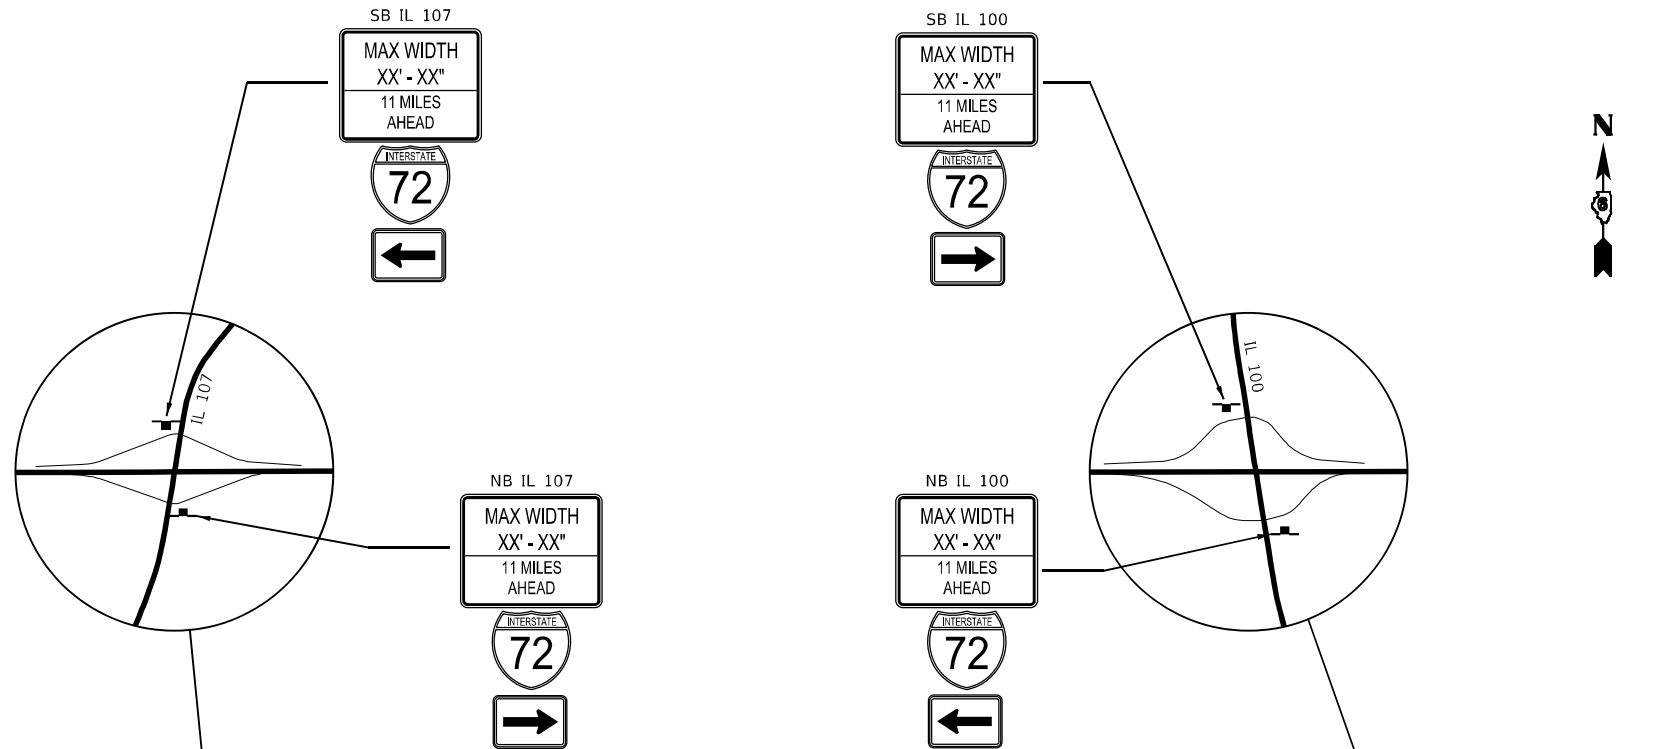 SB IL 107
MAX WIDTH
XX' - XX"
11 MILES
AHEAD
INTERSTATE
72
SB IL 100
MAX WIDTH
XX' - XX"
11 MILES
AHEAD
INTERSTATE
72
N
6
IL 107
IL 100
NB IL 107
MAX WIDTH
XX' - XX"
11 MILES
AHEAD
INTERSTATE
72
NB IL 100
MAX WIDTH
XX' - XX"
11 MILES
AHEAD
INTERSTATE
72